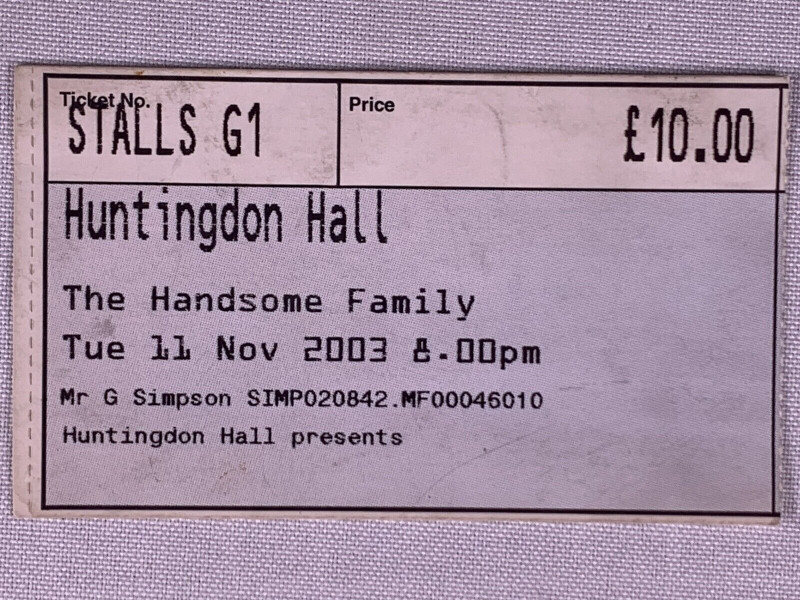 Ticket No.
STALLS G1
Price
£10.00
Huntingdon Hall
The Handsome Family
Tue 11 Nov 2003 8.00pm
Mr G Simpson SIMP020842.MF00046010
Huntingdon Hall presents